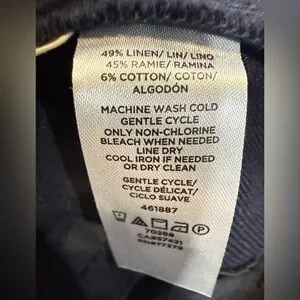 49% LINEN/ LIN/ LINO
45% RAMIE/ RAMINA
6% COTTON/ COTON/
ALGODÓN
MACHINE WASH COLD
GENTLE CYCLE
ONLY NON-CHLORINE
BLEACH WHEN NEEDED
LINE DRY
COOL IRON IF NEEDED
OR DRY CLEAN
GENTLE CYCLE/
CYCLE DÉLICAT/
CICLO SUAVE
461887